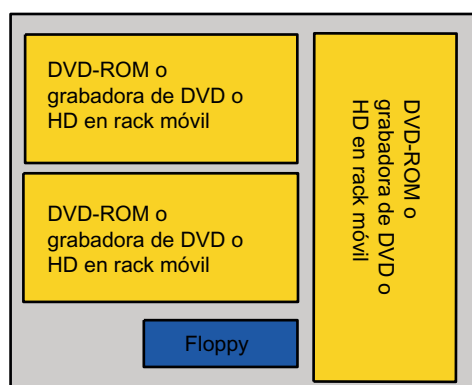 DVD-ROM o
grabadora de DVD o
HD en rack móvil
DVD-ROM o
grabadora de DVD o
HD en rack móvil
Floppy
DVD-ROM o
grabadora de DVD o
HD en rack móvil